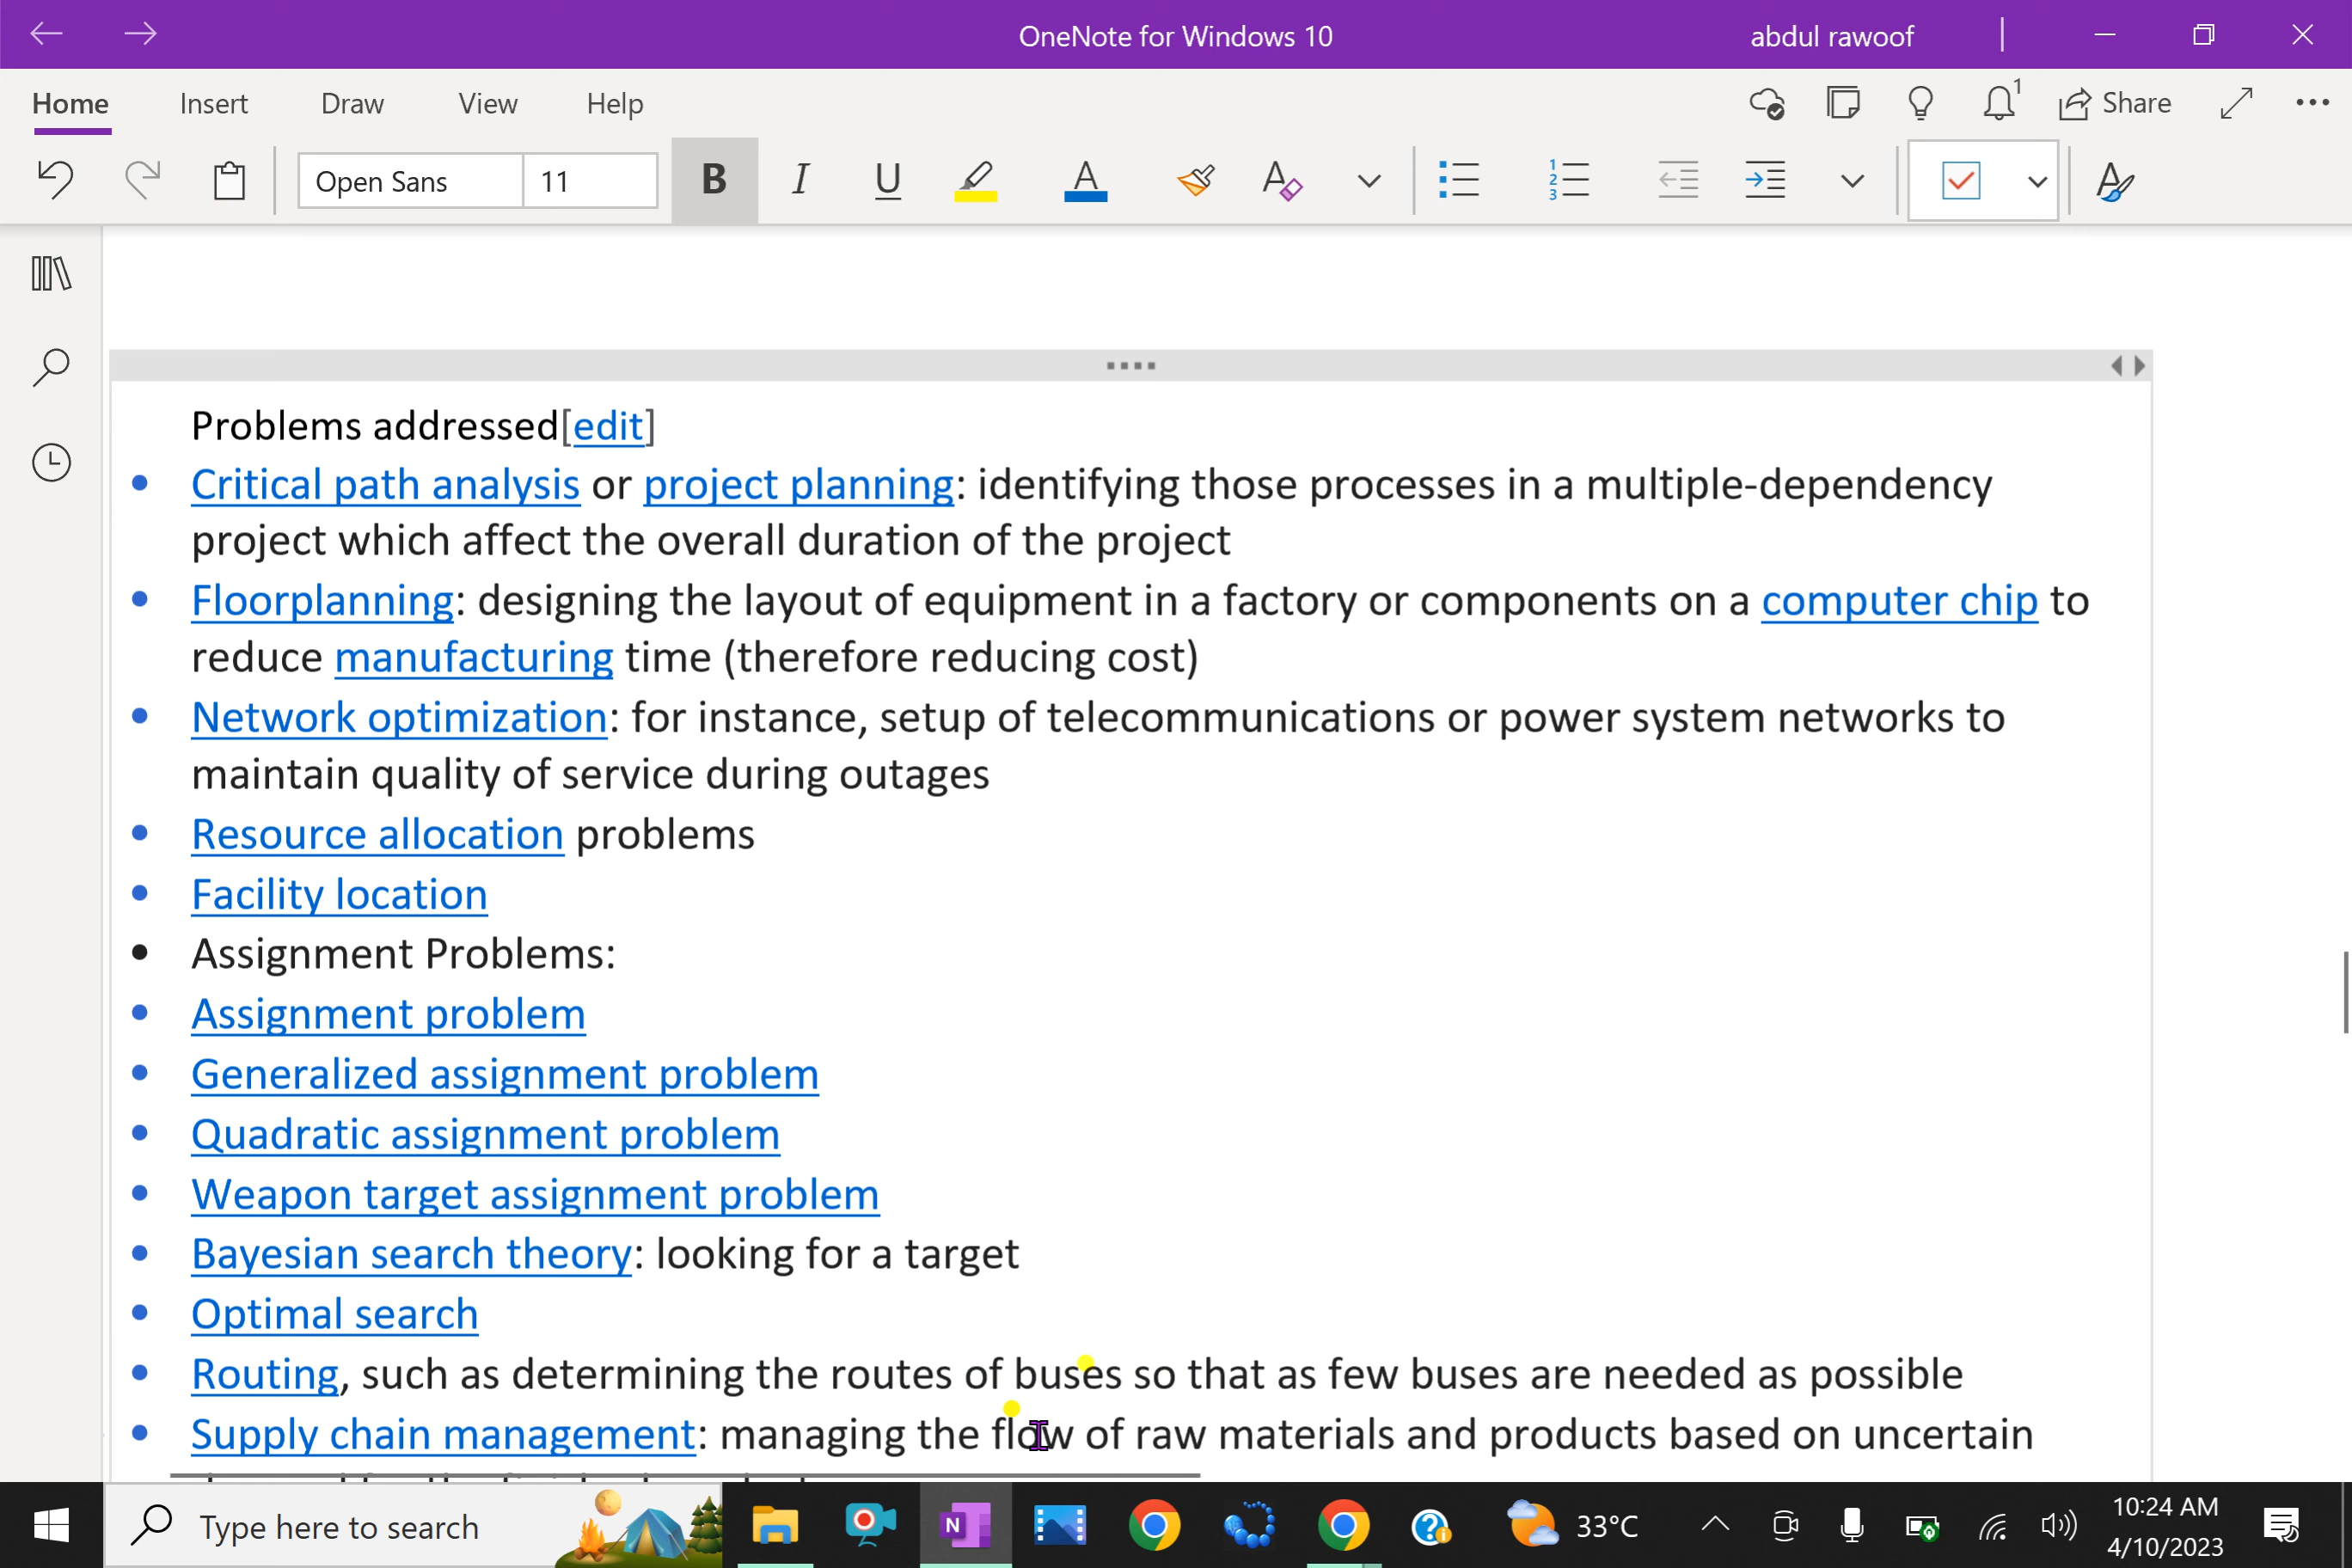 OneNote for Windows 10
abdul rawoof
Home Insert Draw View Help
1 Share
Open Sans 11 B I U A A
Problems addressed[edit]
Critical path analysis or project planning: identifying those processes in a multiple-dependency
project which affect the overall duration of the project
Floorplanning: designing the layout of equipment in a factory or components on a computer chip to
reduce manufacturing time (therefore reducing cost)
Network optimization: for instance, setup of telecommunications or power system networks to
maintain quality of service during outages
Resource allocation problems
Facility location
Assignment Problems:
Assignment problem
Generalized assignment problem
Quadratic assignment problem
Weapon target assignment problem
Bayesian search theory: looking for a target
Optimal search
Routing, such as determining the routes of buses so that as few buses are needed as possible
Supply chain management: managing the flow of raw materials and products based on uncertain
Type here to search
33°C
10:24 AM
4/10/2023